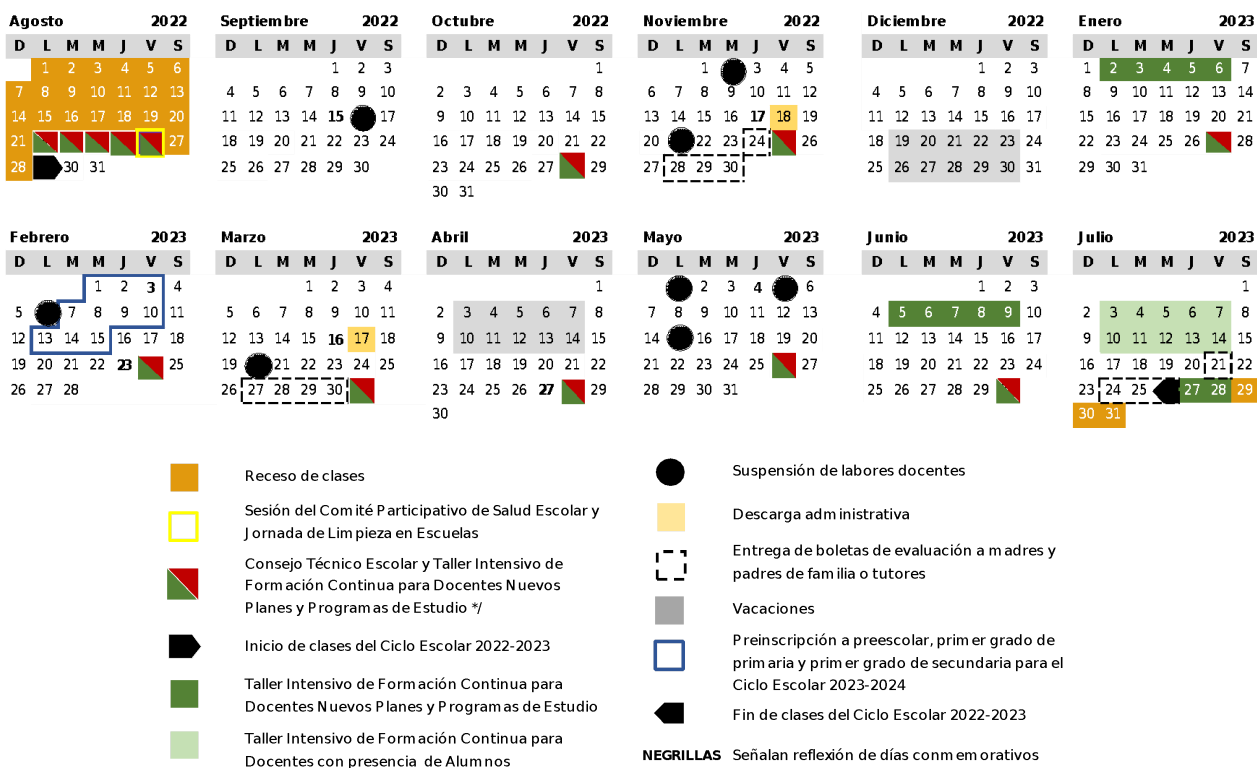 Agosto 2022 Septiembre 2022 Octubre 2022 Noviembre 2022 Diciembre 2022 Enero 2023
D L M M J V S D L M M J V S D L M M J V S D L M M J V S D L M M J V S D L M M J V S
1 2 3 4 5 6 1 2 3 1 1 3 4 5 1 2 3 1 2 3 4 5 6 7
7 8 9 10 11 12 13 4 5 6 7 8 9 10 2 3 4 5 6 7 8 6 7 8 9 10 11 12 4 5 6 7 8 9 10 8 9 10 11 12 13 14
14 15 16 17 18 19 20 11 12 13 14 15 17 9 10 11 12 13 14 15 13 14 15 16 17 18 19 11 12 13 14 15 16 17 15 16 17 18 19 20 21
21 27 18 19 20 21 22 23 24 16 17 18 19 20 21 22 20 22 23 24 26 18 19 20 21 22 23 24 22 23 24 25 26 28
28 30 31 25 26 27 28 29 30 23 24 25 26 27 29 27 28 29 30 25 26 27 28 29 30 31 29 30 31
30 31
Febrero 2023 Marzo 2023 Abril 2023 Mayo 2023 Junio 2023 Julio 2023
D L M M J V S D L M M J V S D L M M J V S D L M M J V S D L M M J V S D L M M J V S
1 2 3 4 1 2 3 4 1 2 3 4 6 1 2 3 1
5 7 8 9 10 11 5 6 7 8 9 10 11 2 3 4 5 6 7 8 7 8 9 10 11 12 13 4 5 6 7 8 9 10 2 3 4 5 6 7 8
12 13 14 15 16 17 18 12 13 14 15 16 17 18 9 10 11 12 13 14 15 14 16 17 18 19 20 11 12 13 14 15 16 17 9 10 11 12 13 14 15
19 20 21 22 23 25 19 21 22 23 24 25 16 17 18 19 20 21 22 21 22 23 24 25 27 18 19 20 21 22 23 24 16 17 18 19 20 21 22
26 27 28 26 27 28 29 30 23 24 25 26 27 29 28 29 30 31 25 26 27 28 29 23 24 25 27 28 29
30 30 31
Receso de clases
Sesión del Comité Participativo de Salud Escolar y
Jornada de Limpieza en Escuelas
Consejo Técnico Escolar y Taller Intensivo de
Formación Continua para Docentes Nuevos
Planes y Programas de Estudio */
Inicio de clases del Ciclo Escolar 2022-2023
Taller Intensivo de Formación Continua para
Docentes Nuevos Planes y Programas de Estudio
Taller Intensivo de Formación Continua para
Docentes con presencia de Alumnos
Suspensión de labores docentes
Descarga administrativa
Entrega de boletas de evaluación a madres y
padres de familia o tutores
Vacaciones
Preinscripción a preescolar, primer grado de
primaria y primer grado de secundaria para el
Ciclo Escolar 2023-2024
Fin de clases del Ciclo Escolar 2022-2023
NEGRILLAS Señalan reflexión de días conmemorativos